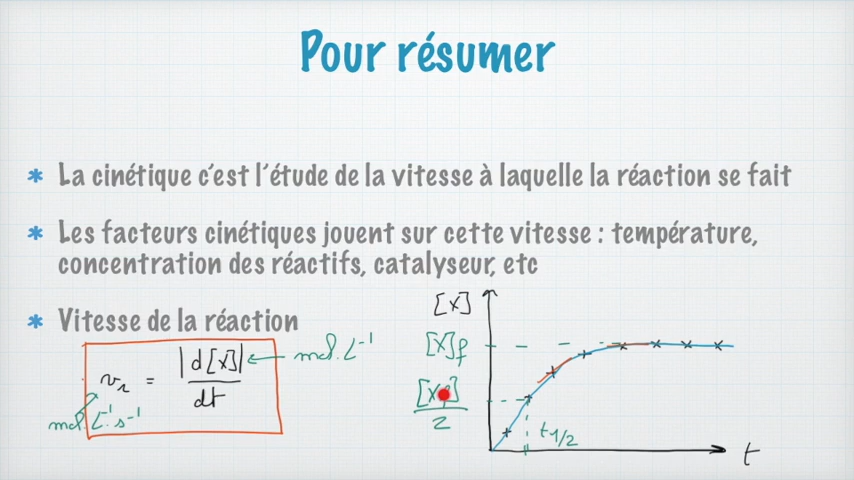 Pour résumer
* La cinétique c'est l'étude de la vitesse à laquelle la réaction se fait
* Les facteurs cinétiques jouent sur cette vitesse : température,
concentration des réactifs, catalyseur, etc
* Vitesse de la réaction
v_r = |d[X]| / dt
mol.L⁻¹
mol.L⁻¹.s⁻¹
[X]
[X]f
[Xf] / 2
t1/2
t